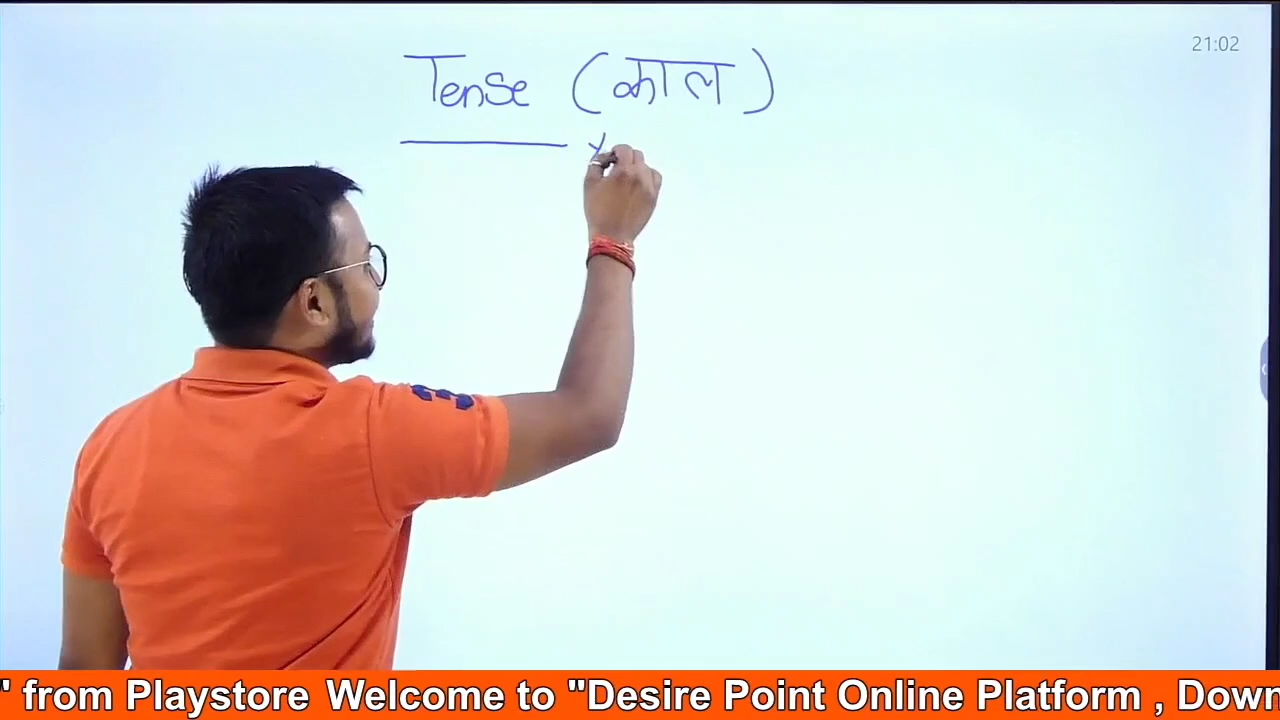 21:02
Tense (काल)
" from Playstore Welcome to "Desire Point Online Platform , Down